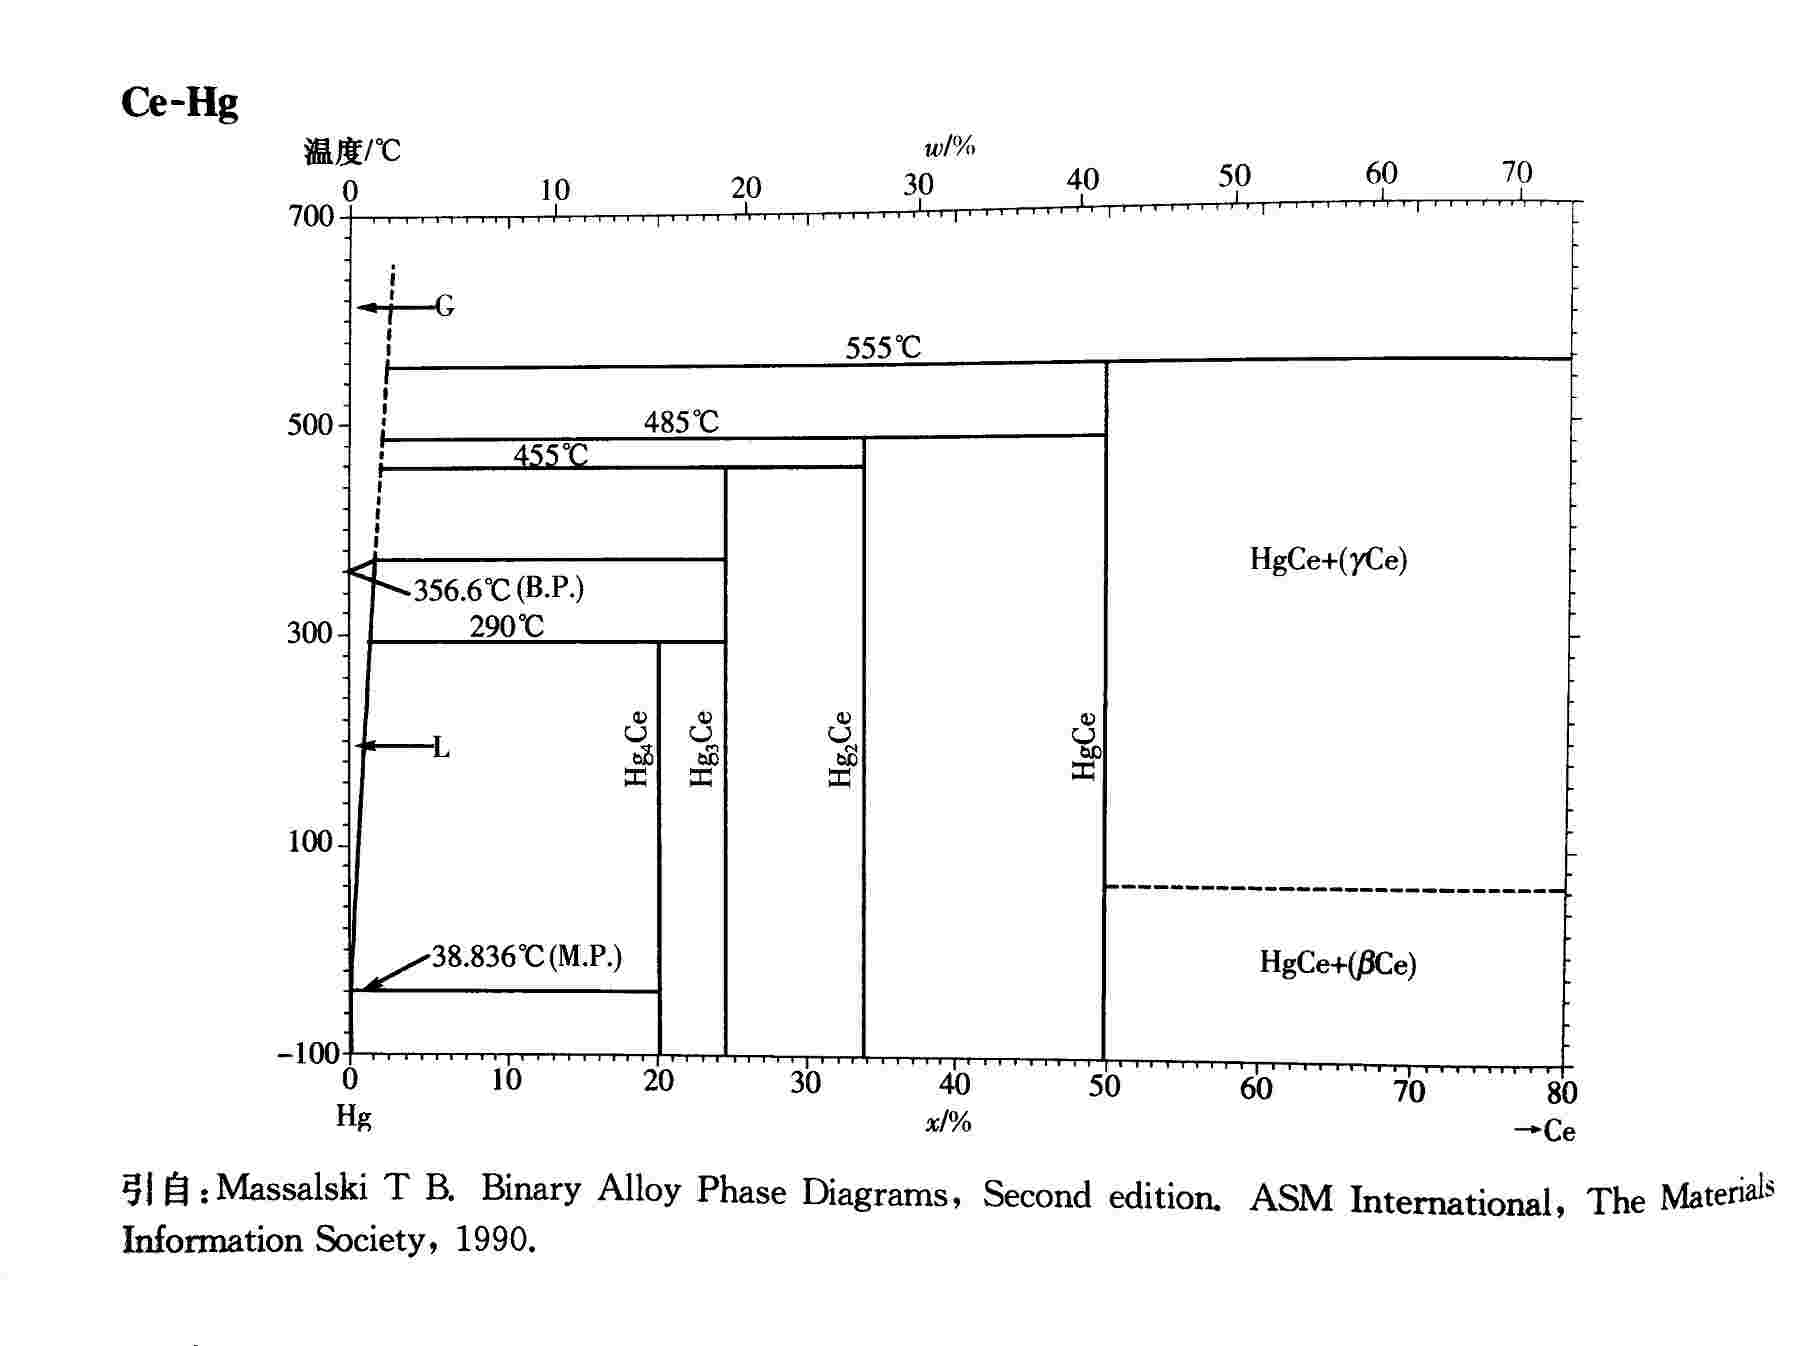 Ce-Hg
温度/℃
w/%
0 10 20 30 40 50 60 70
700
G
555℃
500
485℃
455℃
HgCe+(γCe)
356.6℃(B.P.)
300
290℃
Hg₄Ce
Hg₃Ce
Hg₂Ce
HgCe
L
100
38.836℃(M.P.)
HgCe+(βCe)
-100
0 10 20 30 40 50 60 70 80
Hg
x/%
→Ce
引自:Massalski T B. Binary Alloy Phase Diagrams, Second edition. ASM International, The Materials
Information Society, 1990.